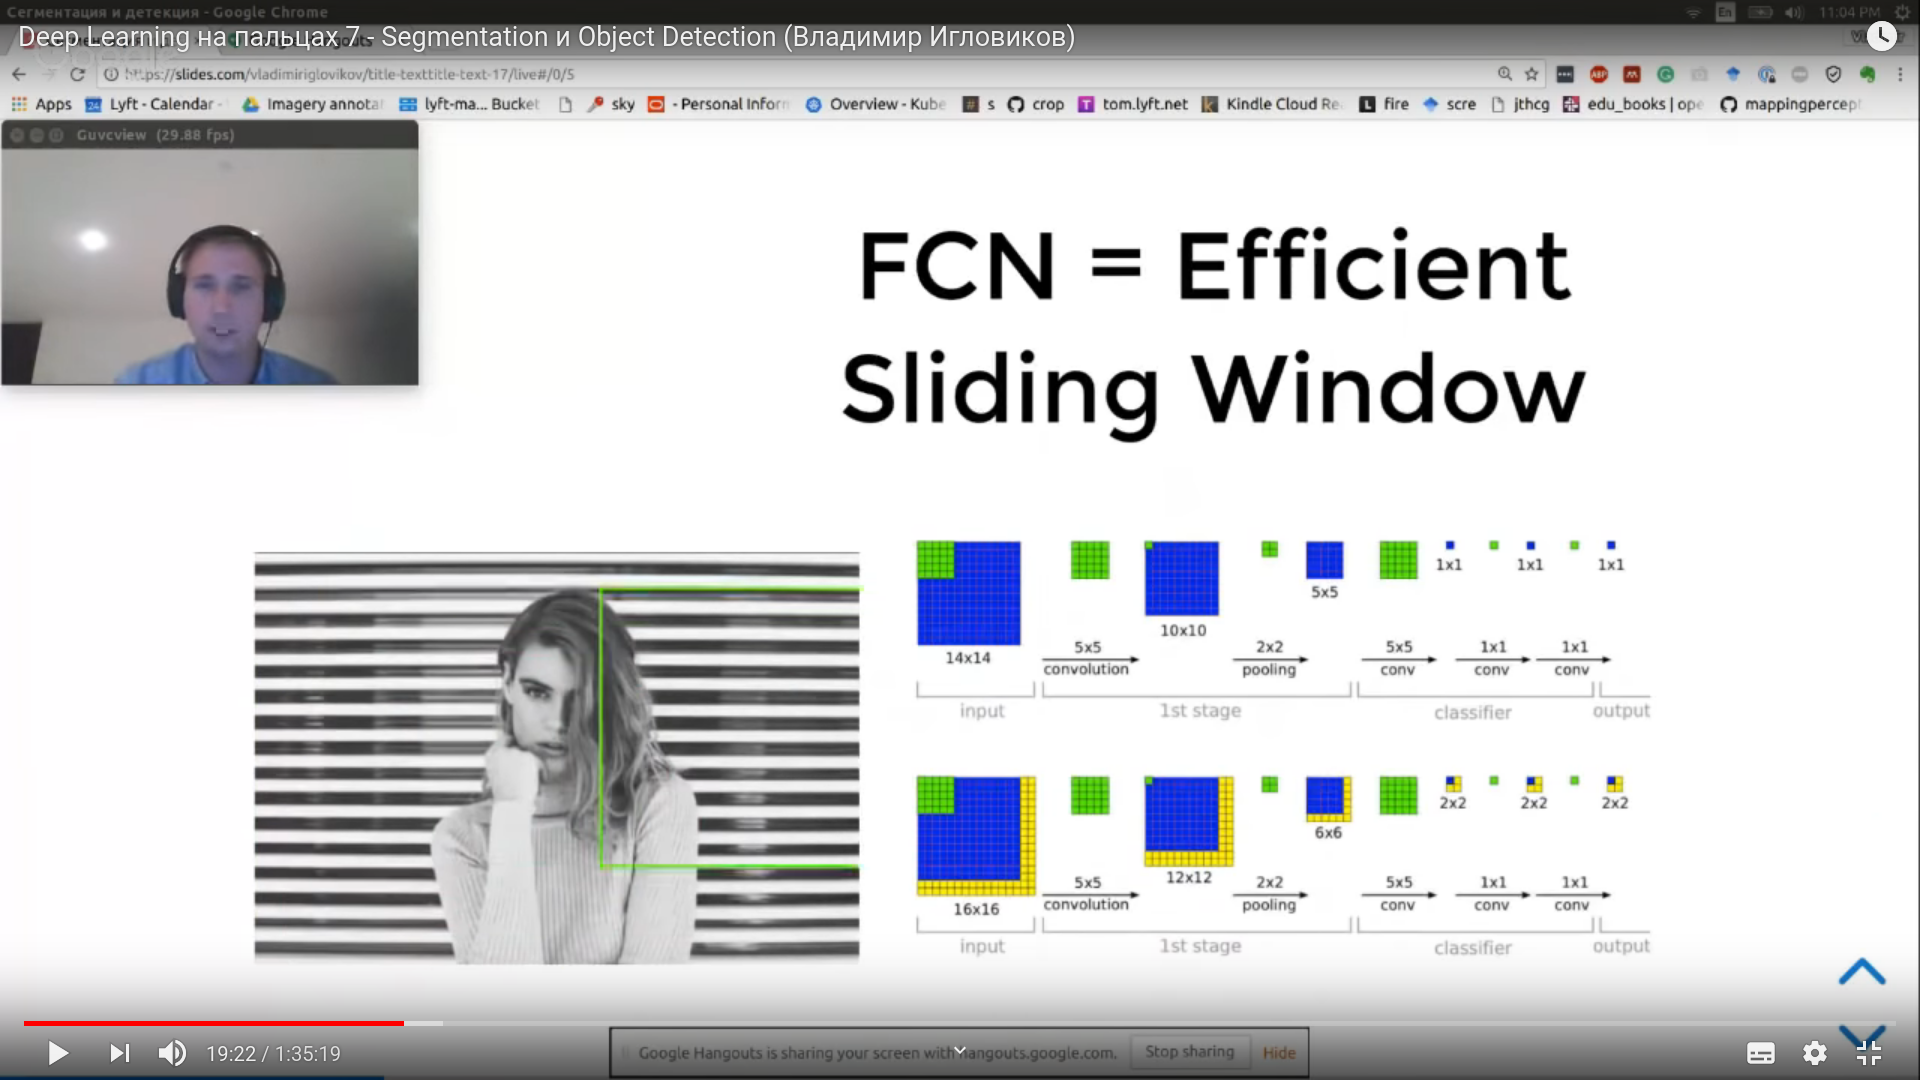 Сегментация и детекция - Google Chrome
En
11:04 PM
Deep Learning на пальцах 7 - Segmentation и Object Detection (Владимир Игловиков)
https://slides.com/vladimiriglovikov/title-texttitle-text-17/live#/0/5
ABP
Apps
Lyft - Calendar -
Imagery annota
lyft-ma... Bucket
sky
- Personal Inform
Overview - Kube
s
crop
tom.lyft.net
Kindle Cloud Re
fire
scre
jthcg
edu_books | ope
mappingpercep
Guvcview (29.88 fps)
FCN = Efficient
Sliding Window
1x1 1x1 1x1
5x5
10x10
14x14
5x5 2x2 5x5 1x1 1x1
convolution pooling conv conv conv
input 1st stage classifier output
2x2 2x2 2x2
6x6
12x12
16x16
5x5 2x2 5x5 1x1 1x1
convolution pooling conv conv conv
input 1st stage classifier output
19:22 / 1:35:19
Google Hangouts is sharing your screen with hangouts.google.com.
Stop sharing
Hide